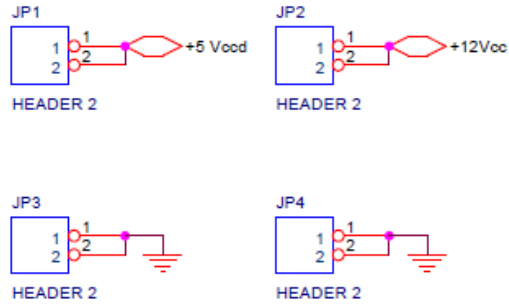 JP1
1 1 +5 Vccd
2 2
HEADER 2
JP2
1 1 +12Vcc
2 2
HEADER 2
JP3
1 1
2 2
HEADER 2
JP4
1 1
2 2
HEADER 2